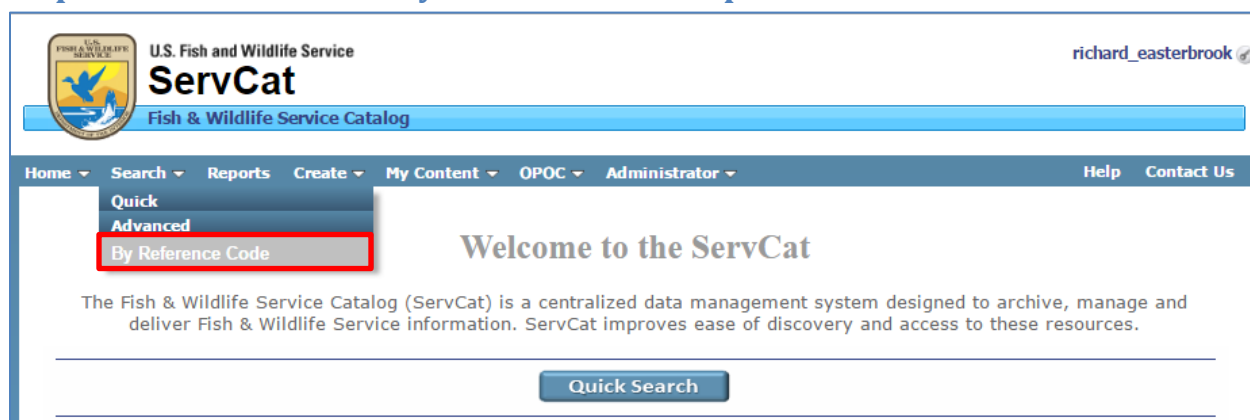 U.S.
FISH & WILDLIFE
SERVICE
U.S. Fish and Wildlife Service
richard_easterbrook
ServCat
Fish & Wildlife Service Catalog
Home Search Reports Create My Content OPOC Administrator Help Contact Us
Quick
Advanced
By Reference Code
Welcome to the ServCat
The Fish & Wildlife Service Catalog (ServCat) is a centralized data management system designed to archive, manage and
deliver Fish & Wildlife Service information. ServCat improves ease of discovery and access to these resources.
Quick Search